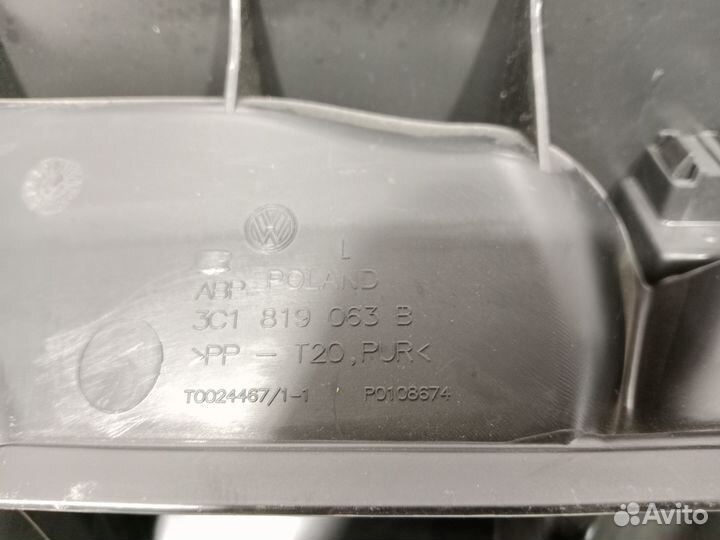 L
ABP POLAND
3C1 819 063 B
>PP - T20, PUR<
T0024467/1-1 P0108674
Avito